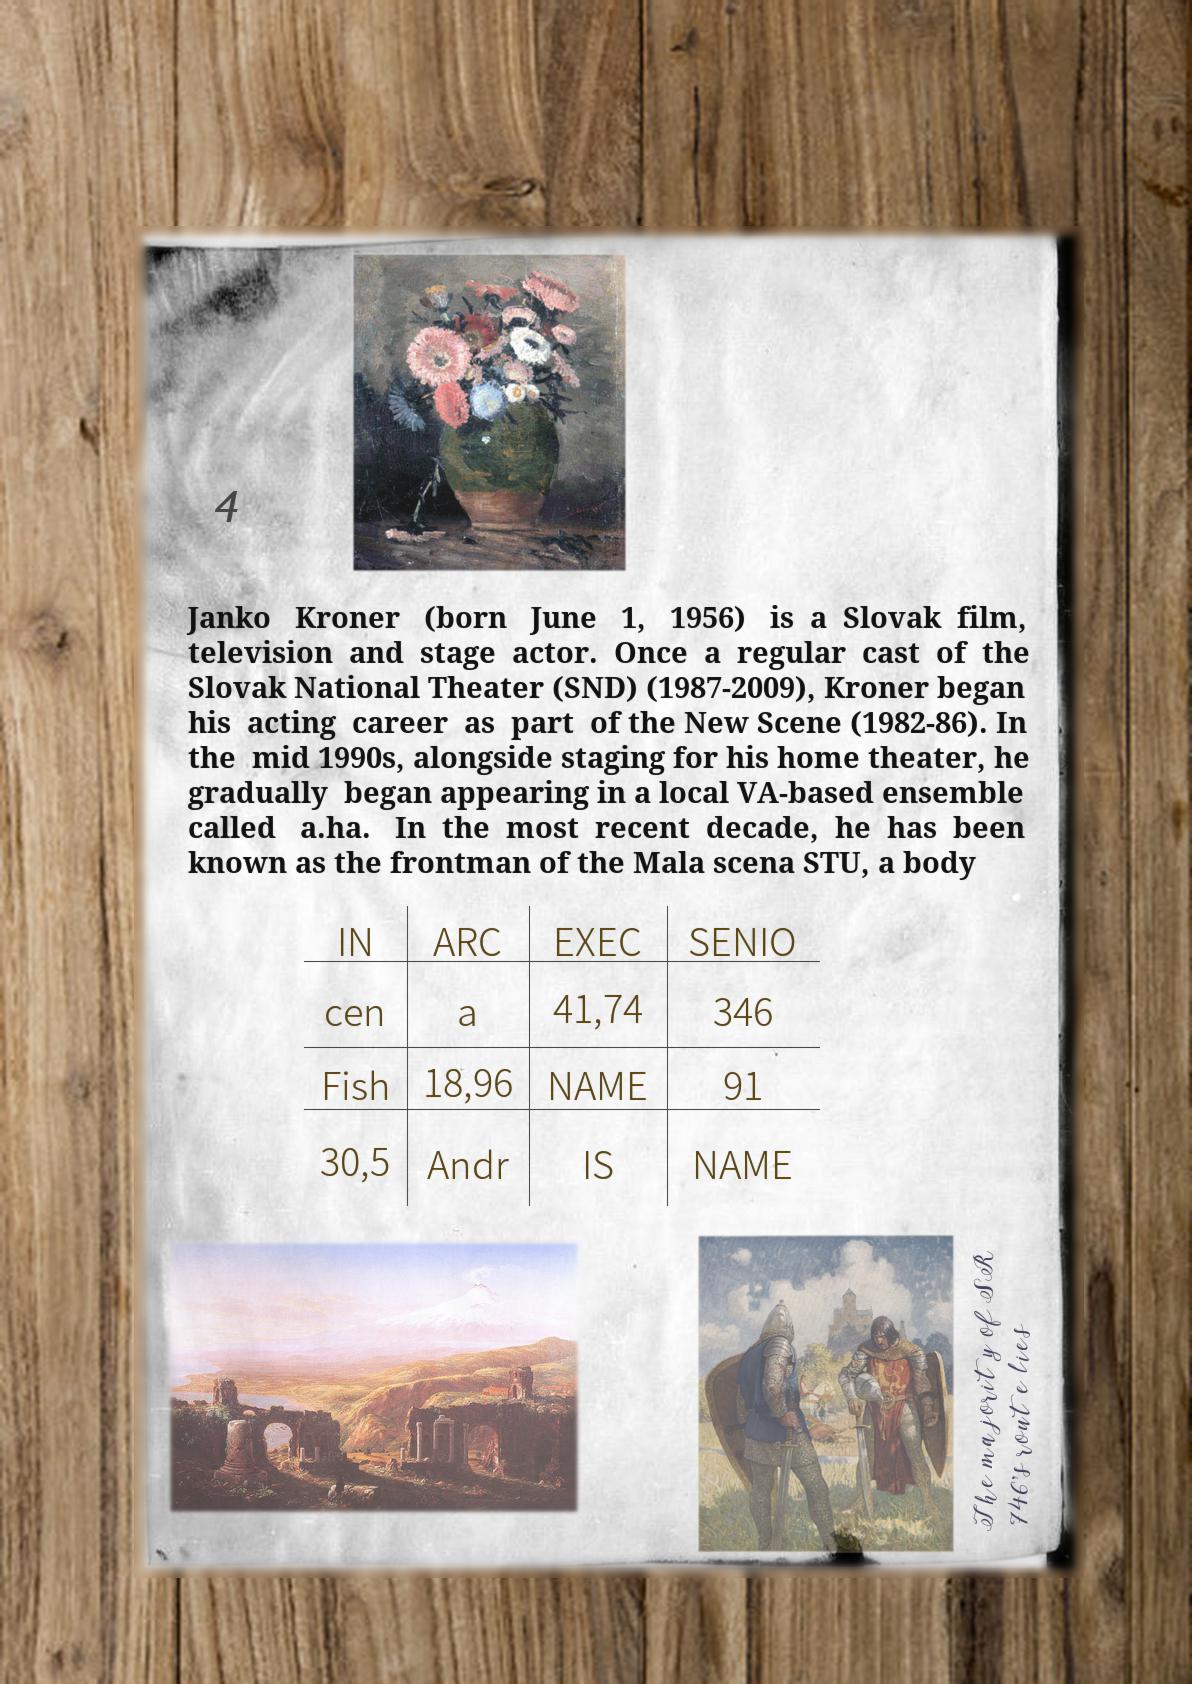 4
Janko Kroner (born June 1, 1956) is a Slovak film,
television and stage actor. Once a regular cast of the
Slovak National Theater (SND) (1987-2009), Kroner began
his acting career as part of the New Scene (1982-86). In
the mid 1990s, alongside staging for his home theater, he
gradually began appearing in a local VA-based ensemble
called a.ha. In the most recent decade, he has been
known as the frontman of the Mala scena STU, a body
IN ARC EXEC SENIO
cen a 41,74 346
Fish 18,96 NAME 91
30,5 Andr IS NAME
The majority of SR
746's route lies